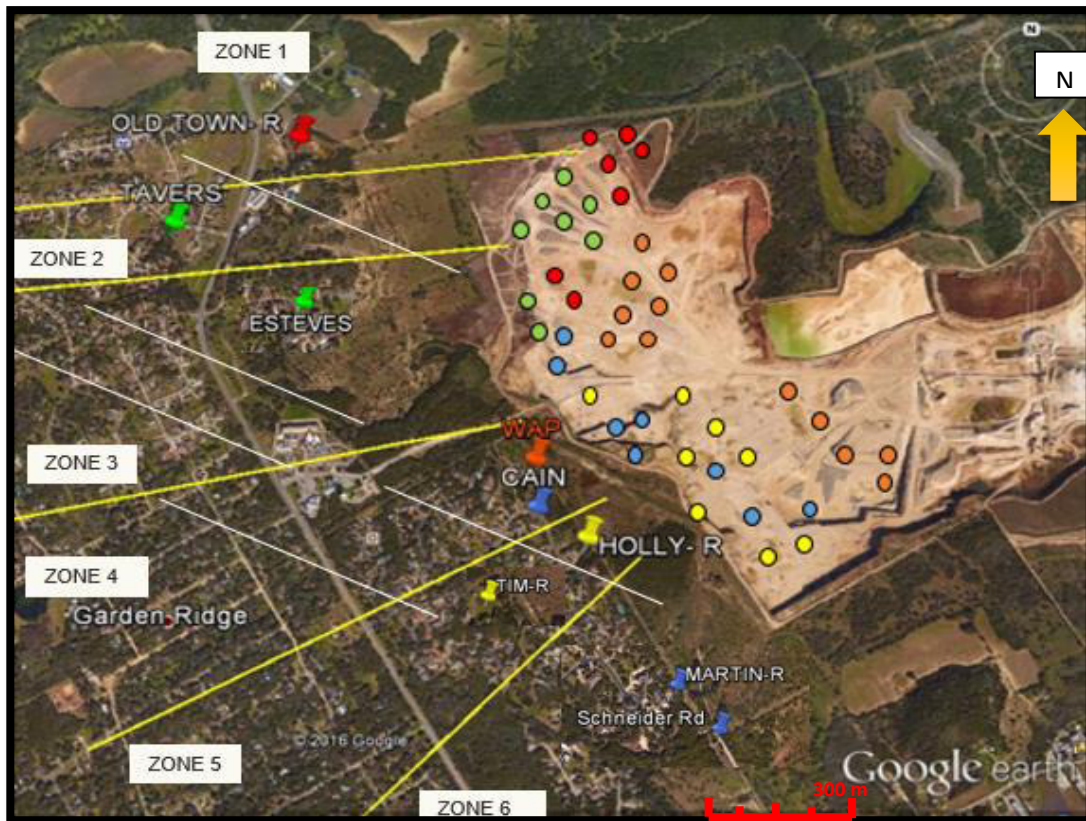 ZONE 1
N
N
OLD TOWN- R
TAVERS
ZONE 2
ESTEVES
WAP
ZONE 3
CAIN
HOLLY- R
ZONE 4
TIM-R
Garden Ridge
MARTIN-R
Schneider Rd
© 2016 Google
ZONE 5
Google earth
300 m
ZONE 6